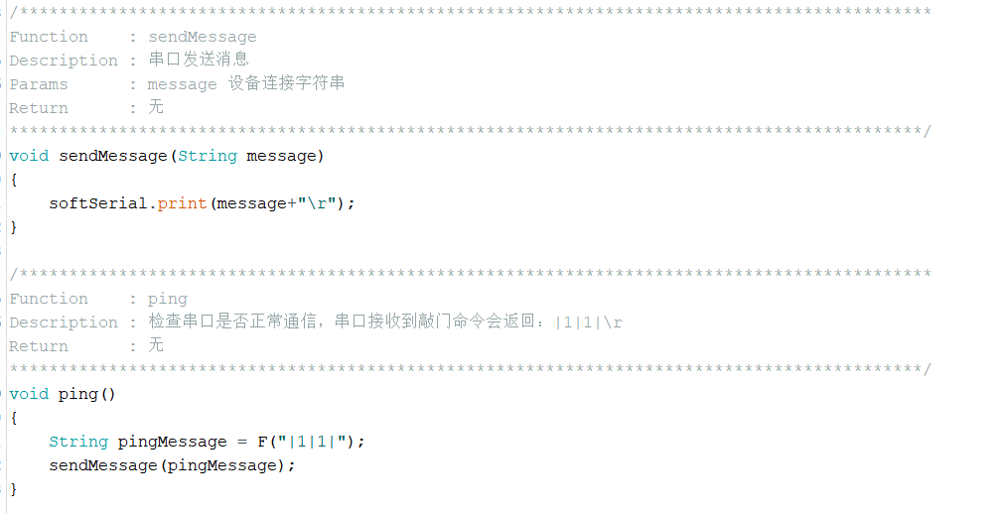 /********************************************************************************************
Function    : sendMessage
Description : 串口发送消息
Params      : message 设备连接字符串
Return      : 无
********************************************************************************************/
void sendMessage(String message)
{
    softSerial.print(message+"\r");
}
/********************************************************************************************
Function    : ping
Description : 检查串口是否正常通信，串口接收到敲门命令会返回：|1|1|\r
Return      : 无
********************************************************************************************/
void ping()
{
    String pingMessage = F("|1|1|");
    sendMessage(pingMessage);
}